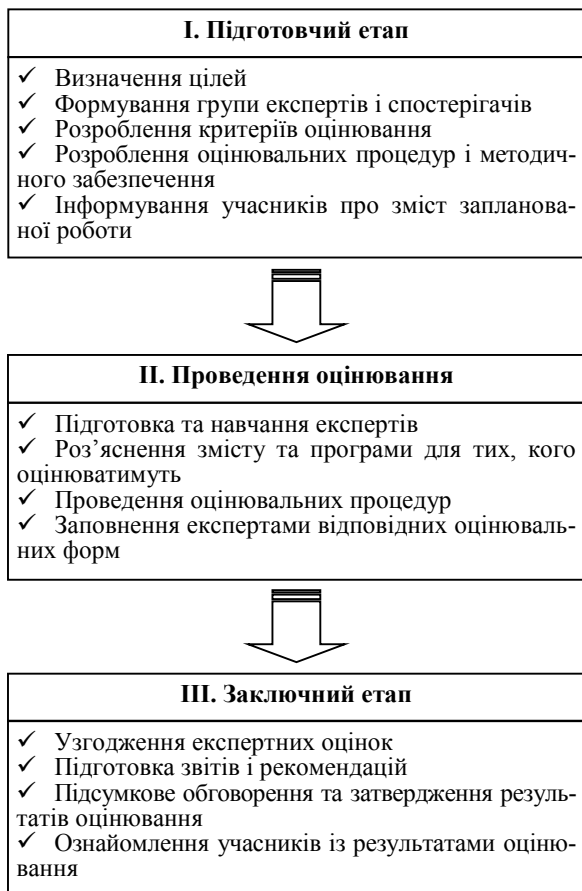 І. Підготовчий етап
✓ Визначення цілей
✓ Формування групи експертів і спостерігачів
✓ Розроблення критеріїв оцінювання
✓ Розроблення оцінювальних процедур і методич-
ного забезпечення
✓ Інформування учасників про зміст запланова-
ної роботи
ІІ. Проведення оцінювання
✓ Підготовка та навчання експертів
✓ Роз’яснення змісту та програми для тих, кого
оцінюватимуть
✓ Проведення оцінювальних процедур
✓ Заповнення експертами відповідних оцінюваль-
них форм
ІІІ. Заключний етап
✓ Узгодження експертних оцінок
✓ Підготовка звітів і рекомендацій
✓ Підсумкове обговорення та затвердження резуль-
татів оцінювання
✓ Ознайомлення учасників із результатами оціню-
вання